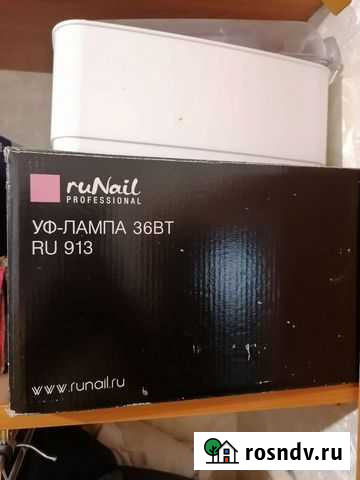 ruNail
PROFESSIONAL
УФ-ЛАМПА 36ВТ
RU 913
www.runail.ru
rosndv.ru